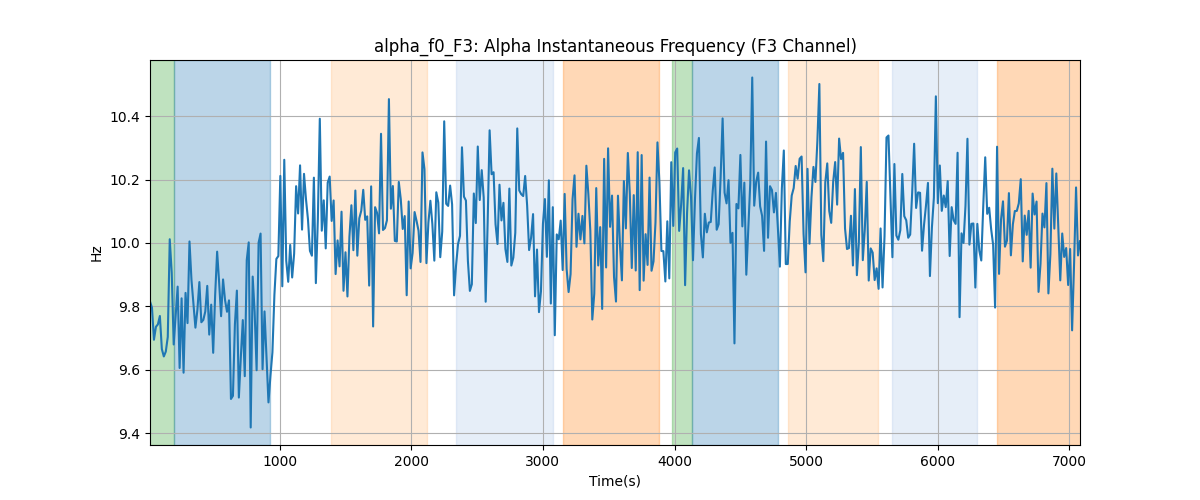 alpha_f0_F3: Alpha Instantaneous Frequency (F3 Channel)
Hz
10.4
10.2
10.0
9.8
9.6
9.4
1000 2000 3000 4000 5000 6000 7000
Time(s)